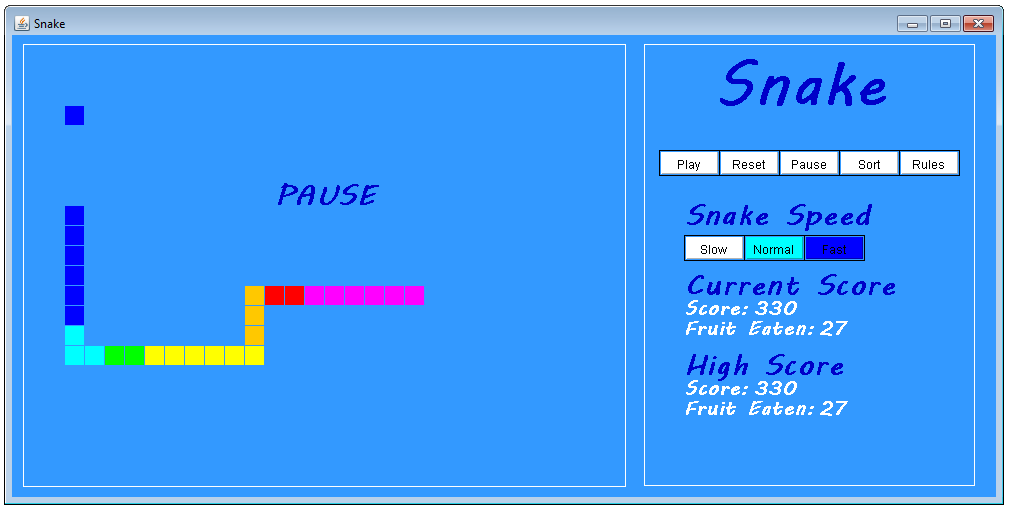 Snake
PAUSE
Snake
Play Reset Pause Sort Rules
Snake Speed
Slow Normal Fast
Current Score
Score: 330
Fruit Eaten: 27
High Score
Score: 330
Fruit Eaten: 27